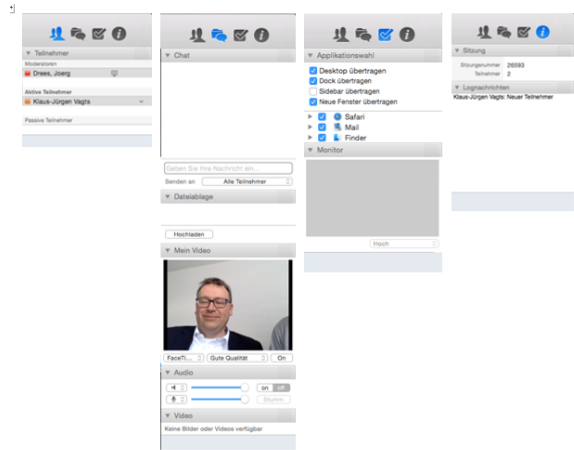 Teilnehmer
Moderatoren
Drees, Joerg
Aktive Teilnehmer
Klaus-Jürgen Vagts
Passive Teilnehmer
Chat
Geben Sie Ihre Nachricht ein...
Senden an: Alle Teilnehmer
Dateiablage
Hochladen
Mein Video
FaceTi... Gute Qualität On
Audio
on off
Stumm
Video
Keine Bilder oder Videos verfügbar
Applikationswahl
Desktop übertragen
Dock übertragen
Sidebar übertragen
Neue Fenster übertragen
Safari
Mail
Finder
Monitor
Hoch
Sitzung
Sitzungsnummer 26593
Teilnehmer 2
Lognachrichten
Klaus-Jürgen Vagts: Neuer Teilnehmer